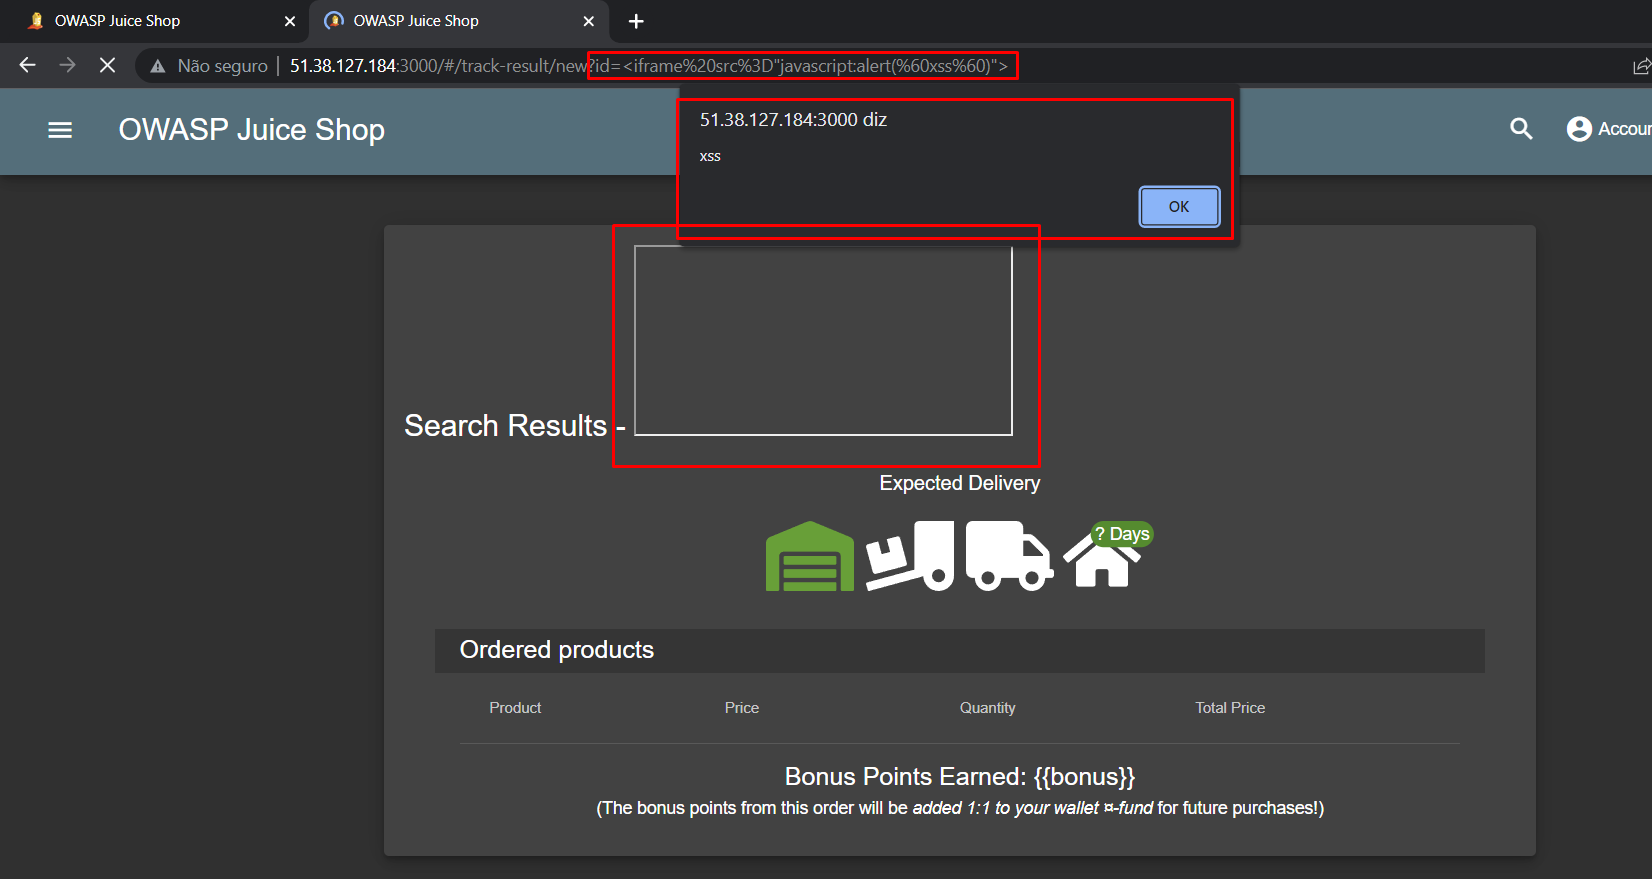 OWASP Juice Shop
OWASP Juice Shop
Não seguro
51.38.127.184:3000/#/track-result/new?id=<iframe%20src%3D"javascript:alert(%60xss%60)">
OWASP Juice Shop
Accour
51.38.127.184:3000 diz
xss
OK
Search Results -
Expected Delivery
? Days
Ordered products
Product Price Quantity Total Price
Bonus Points Earned: {{bonus}}
(The bonus points from this order will be added 1:1 to your wallet ¤-fund for future purchases!)